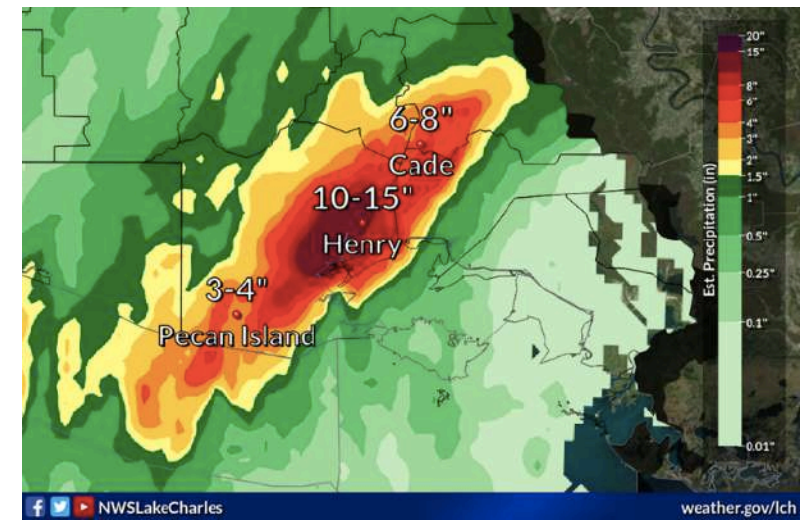 6-8"
Cade
10-15"
Henry
3-4"
Pecan Island
Est. Precipitation (in)
20"
15"
8"
6"
4"
3"
2"
1.5"
1"
0.5"
0.25"
0.1"
0.01"
NWSLakeCharles
weather.gov/lch